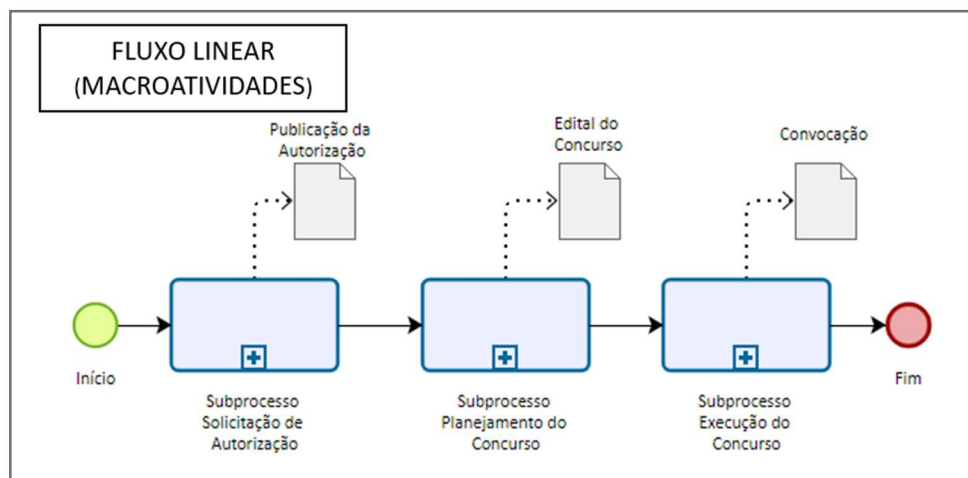 FLUXO LINEAR
(MACROATIVIDADES)
Publicação da
Autorização
Edital do
Concurso
Convocação
Início
Subprocesso
Solicitação de
Autorização
Subprocesso
Planejamento do
Concurso
Subprocesso
Execução do
Concurso
Fim